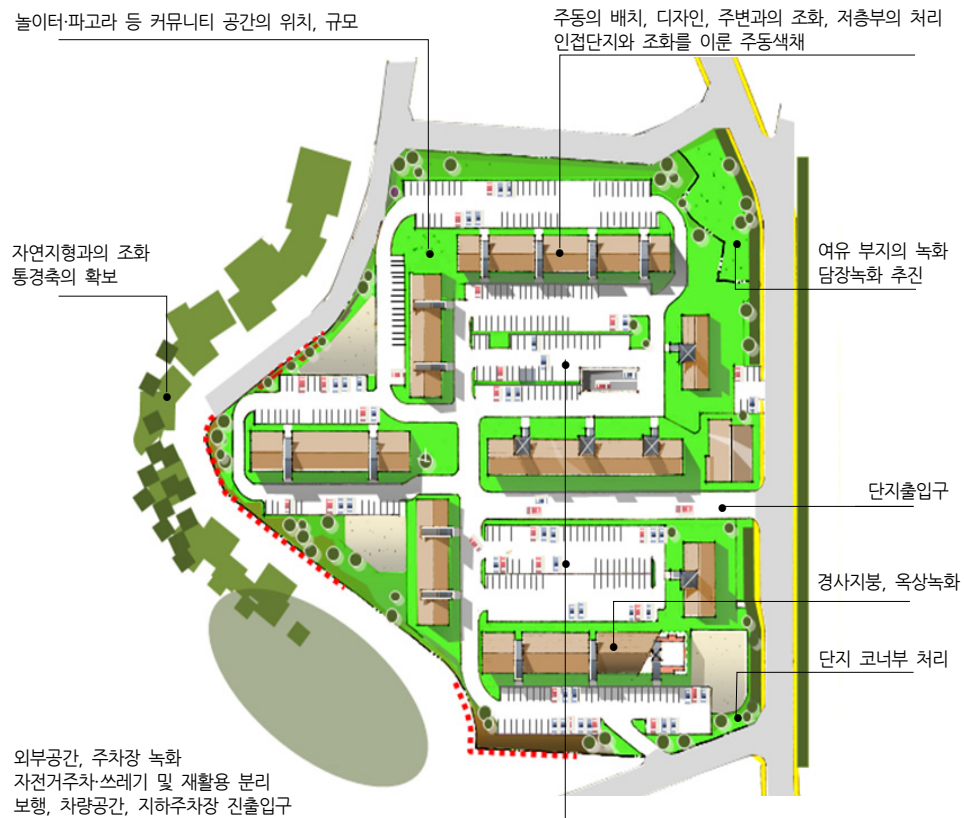 놀이터·파고라 등 커뮤니티 공간의 위치, 규모
주동의 배치, 디자인, 주변과의 조화, 저층부의 처리
인접단지와 조화를 이룬 주동색채
자연지형과의 조화
통경축의 확보
여유 부지의 녹화
담장녹화 추진
단지출입구
경사지붕, 옥상녹화
단지 코너부 처리
외부공간, 주차장 녹화
자전거주차·쓰레기 및 재활용 분리
보행, 차량공간, 지하주차장 진출입구